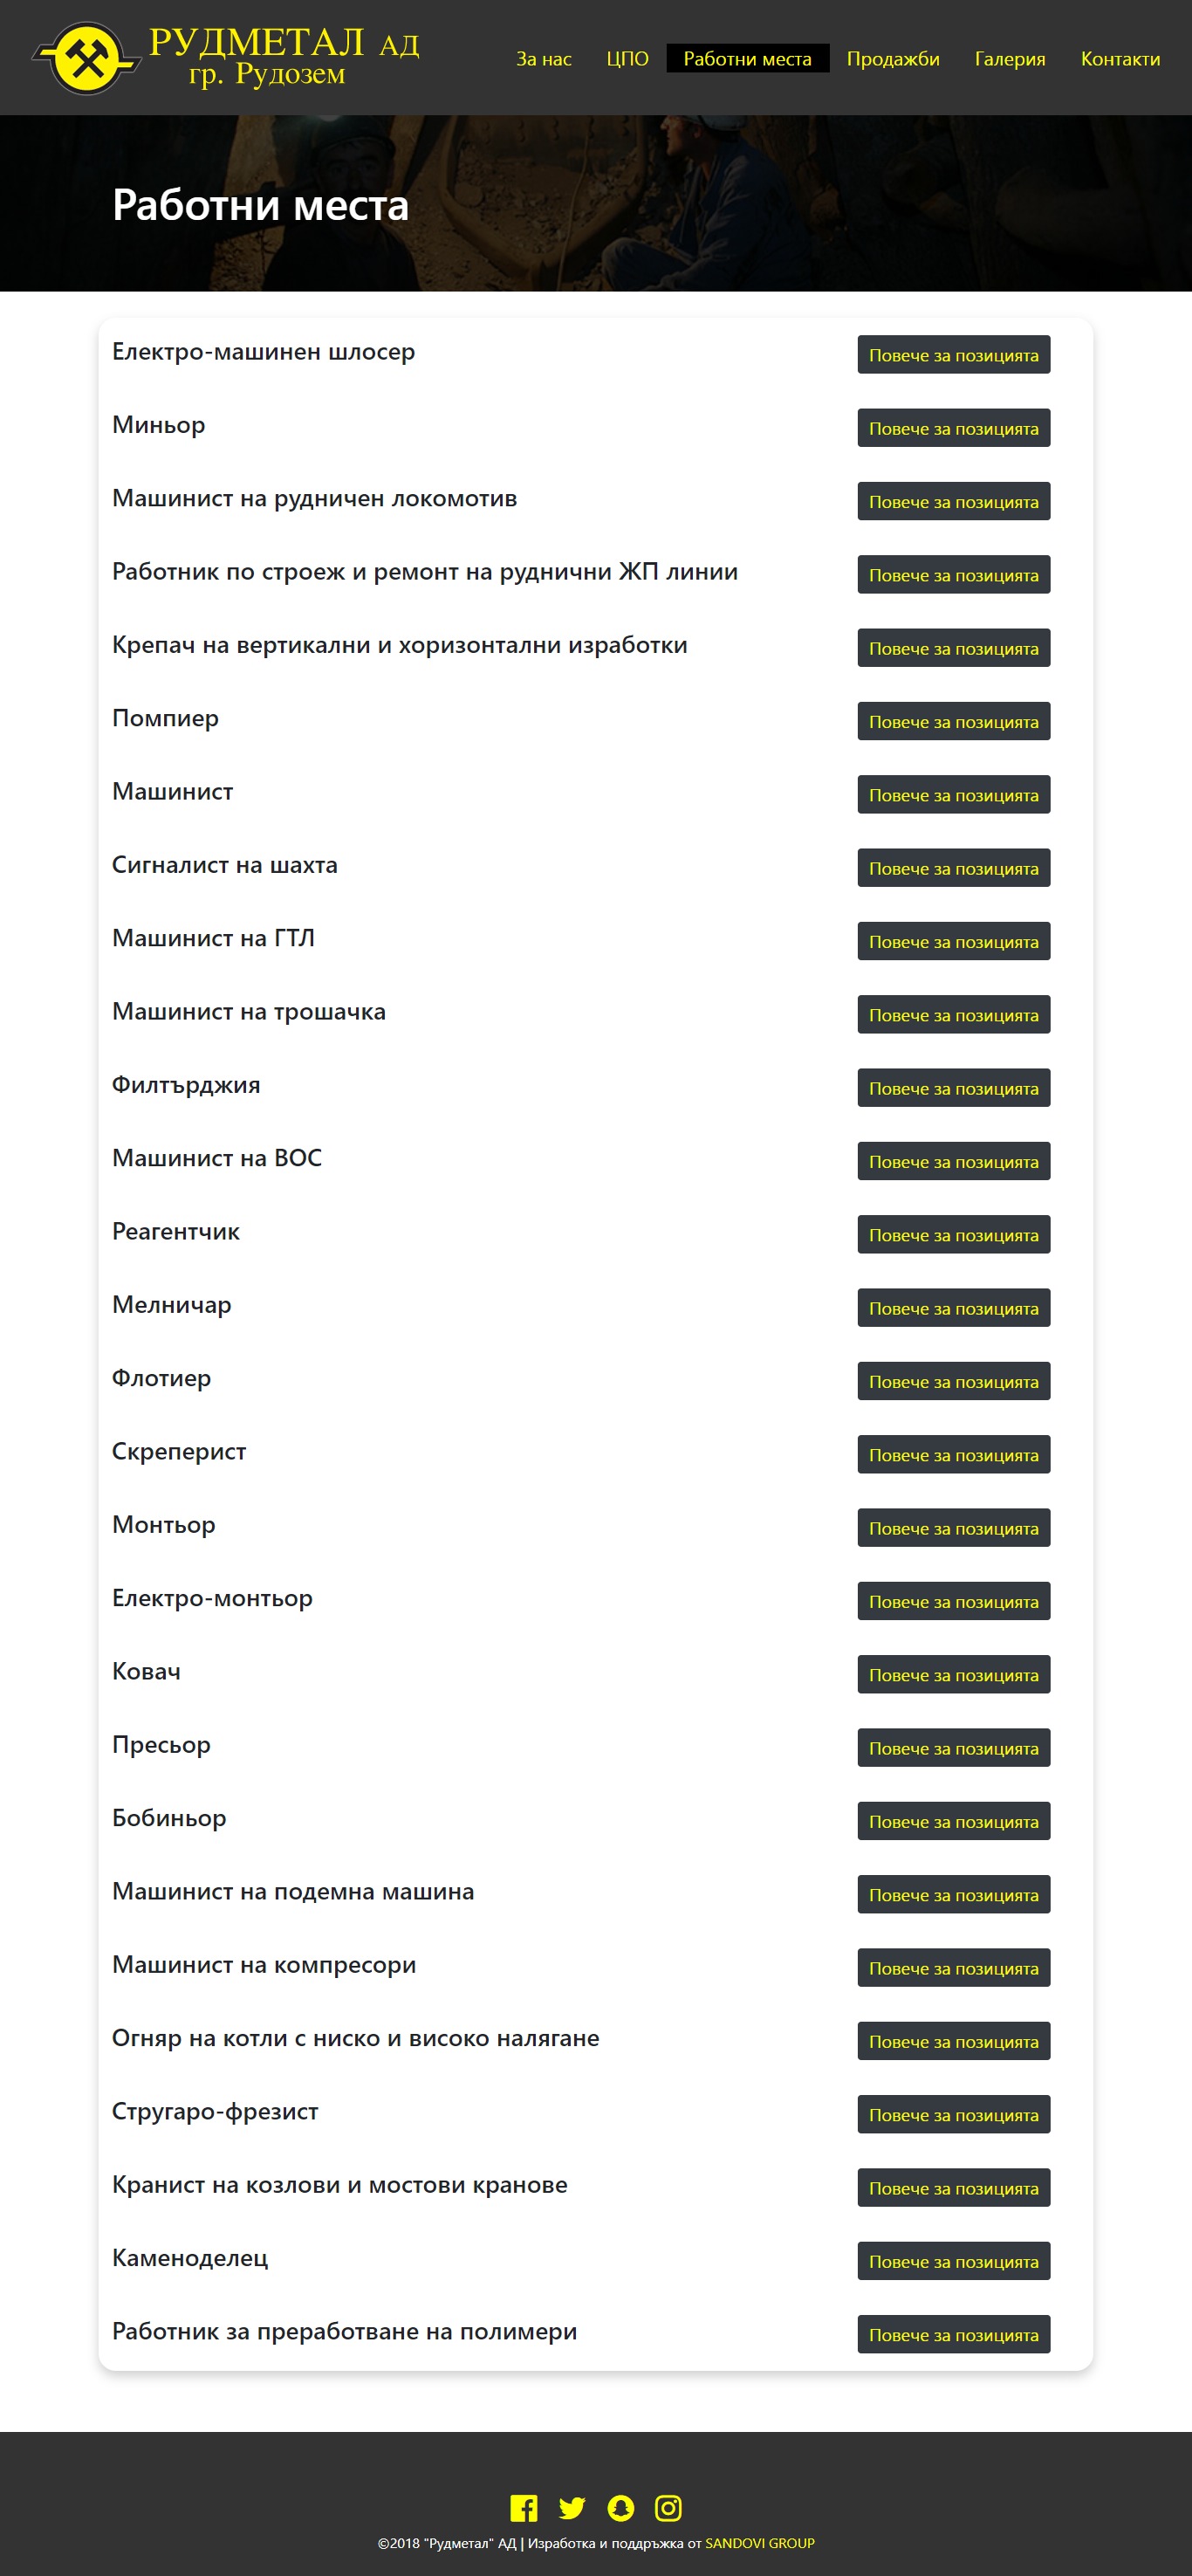 РУДМЕТАЛ АД
гр. Рудозем
За нас
ЦПО
Работни места
Продажби
Галерия
Контакти
Работни места
Електро-машинен шлосер
Повече за позицията
Миньор
Повече за позицията
Машинист на рудничен локомотив
Повече за позицията
Работник по строеж и ремонт на руднични ЖП линии
Повече за позицията
Крепач на вертикални и хоризонтални изработки
Повече за позицията
Помпиер
Повече за позицията
Машинист
Повече за позицията
Сигналист на шахта
Повече за позицията
Машинист на ГТЛ
Повече за позицията
Машинист на трошачка
Повече за позицията
Филтърджия
Повече за позицията
Машинист на ВОС
Повече за позицията
Реагентчик
Повече за позицията
Мелничар
Повече за позицията
Флотиер
Повече за позицията
Скреперист
Повече за позицията
Монтьор
Повече за позицията
Електро-монтьор
Повече за позицията
Ковач
Повече за позицията
Пресьор
Повече за позицията
Бобиньор
Повече за позицията
Машинист на подемна машина
Повече за позицията
Машинист на компресори
Повече за позицията
Огняр на котли с ниско и високо налягане
Повече за позицията
Стругаро-фрезист
Повече за позицията
Кранист на козлови и мостови кранове
Повече за позицията
Каменоделец
Повече за позицията
Работник за преработване на полимери
Повече за позицията
©2018 "Рудметал" АД | Изработка и поддръжка от SANDOVI GROUP